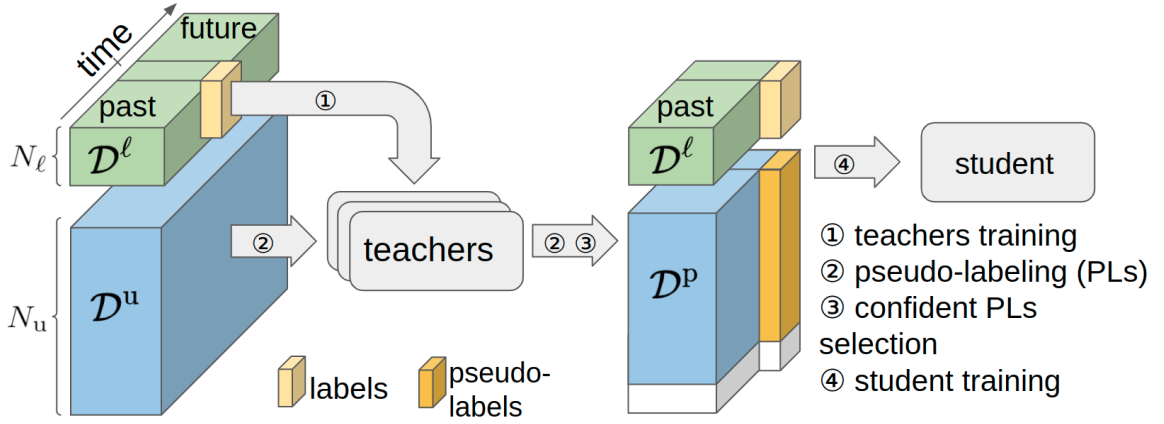 time
future
past
①
N_ℓ
𝒟^ℓ
②
teachers
② ③
N_u
𝒟^u
labels
pseudo-
labels
past
𝒟^ℓ
𝒟^p
④
student
① teachers training
② pseudo-labeling (PLs)
③ confident PLs
selection
④ student training